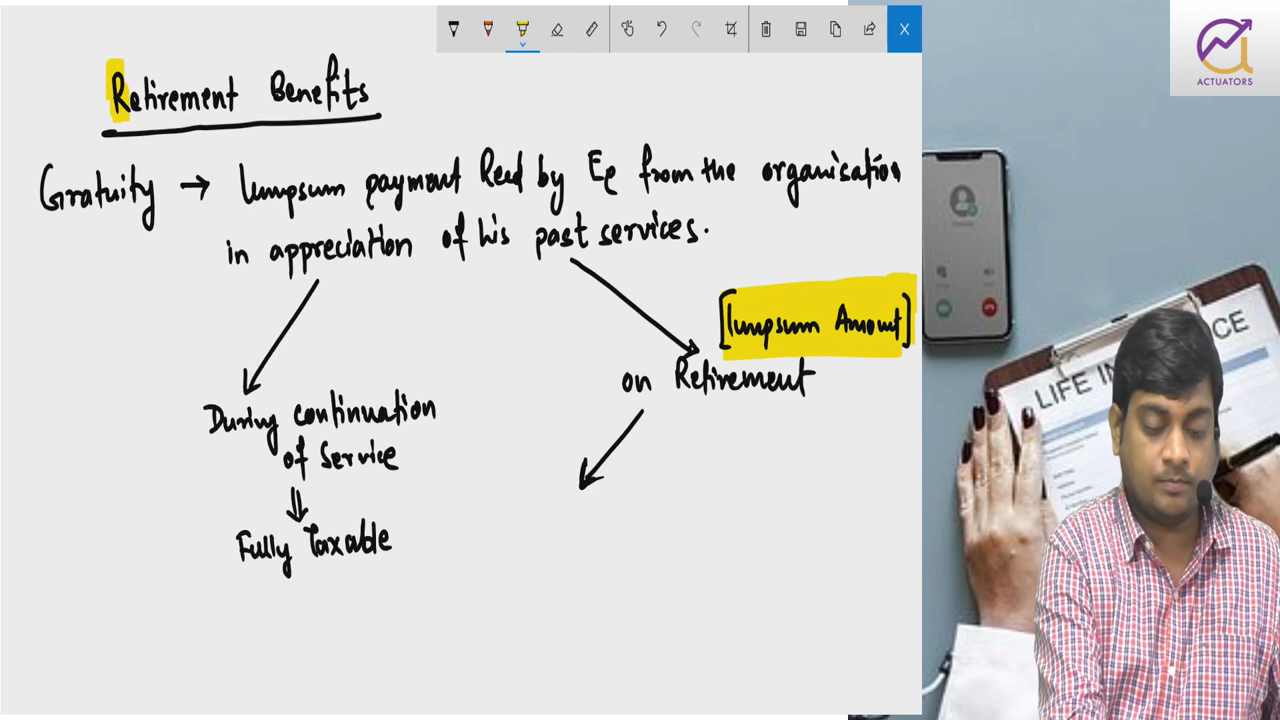 Retirement Benefits
Gratuity → lumpsum payment Recd by Ee from the organisation
in appreciation of his past services.
[lumpsum Amount]
on Retirement
During continuation
of Service
⇓
Fully Taxable
ACTUATORS
LIFE IN CE